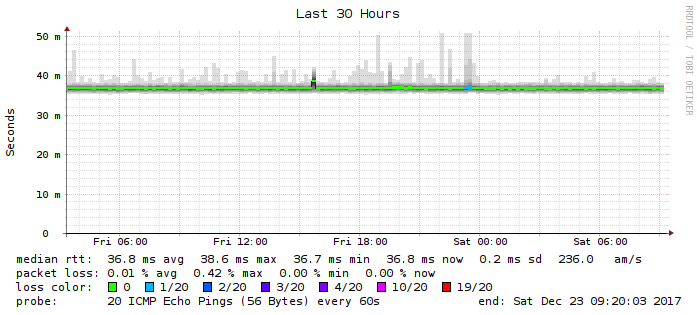 Last 30 Hours
RRDTOOL / TOBI OETIKER
Seconds
50 m
40 m
30 m
20 m
10 m
0
Fri 06:00 Fri 12:00 Fri 18:00 Sat 00:00 Sat 06:00
median rtt: 36.8 ms avg 38.6 ms max 36.7 ms min 36.8 ms now 0.2 ms sd 236.0 am/s
packet loss: 0.01 % avg 0.42 % max 0.00 % min 0.00 % now
loss color: 0 1/20 2/20 3/20 4/20 10/20 19/20
probe: 20 ICMP Echo Pings (56 Bytes) every 60s end: Sat Dec 23 09:20:03 2017